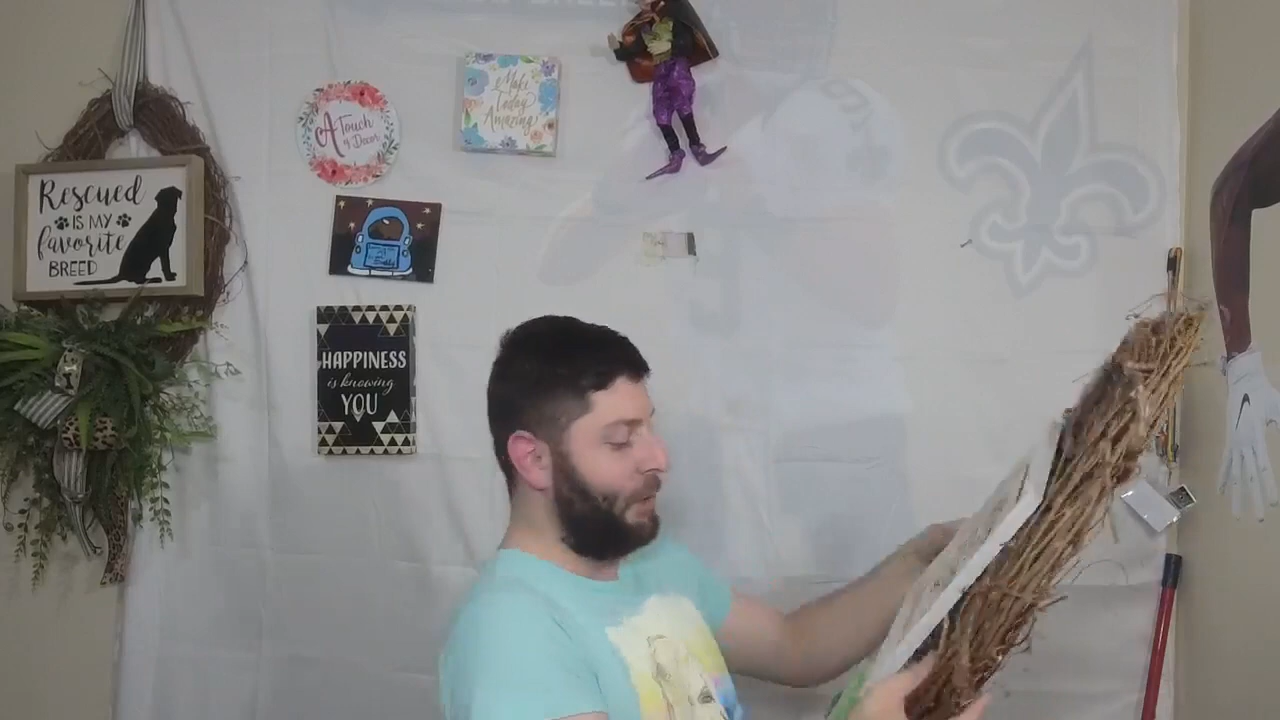 Rescued
IS MY
favorite
BREED
A Touch
of Decor
Make
today
Amazing!
HAPPINESS
is knowing
YOU